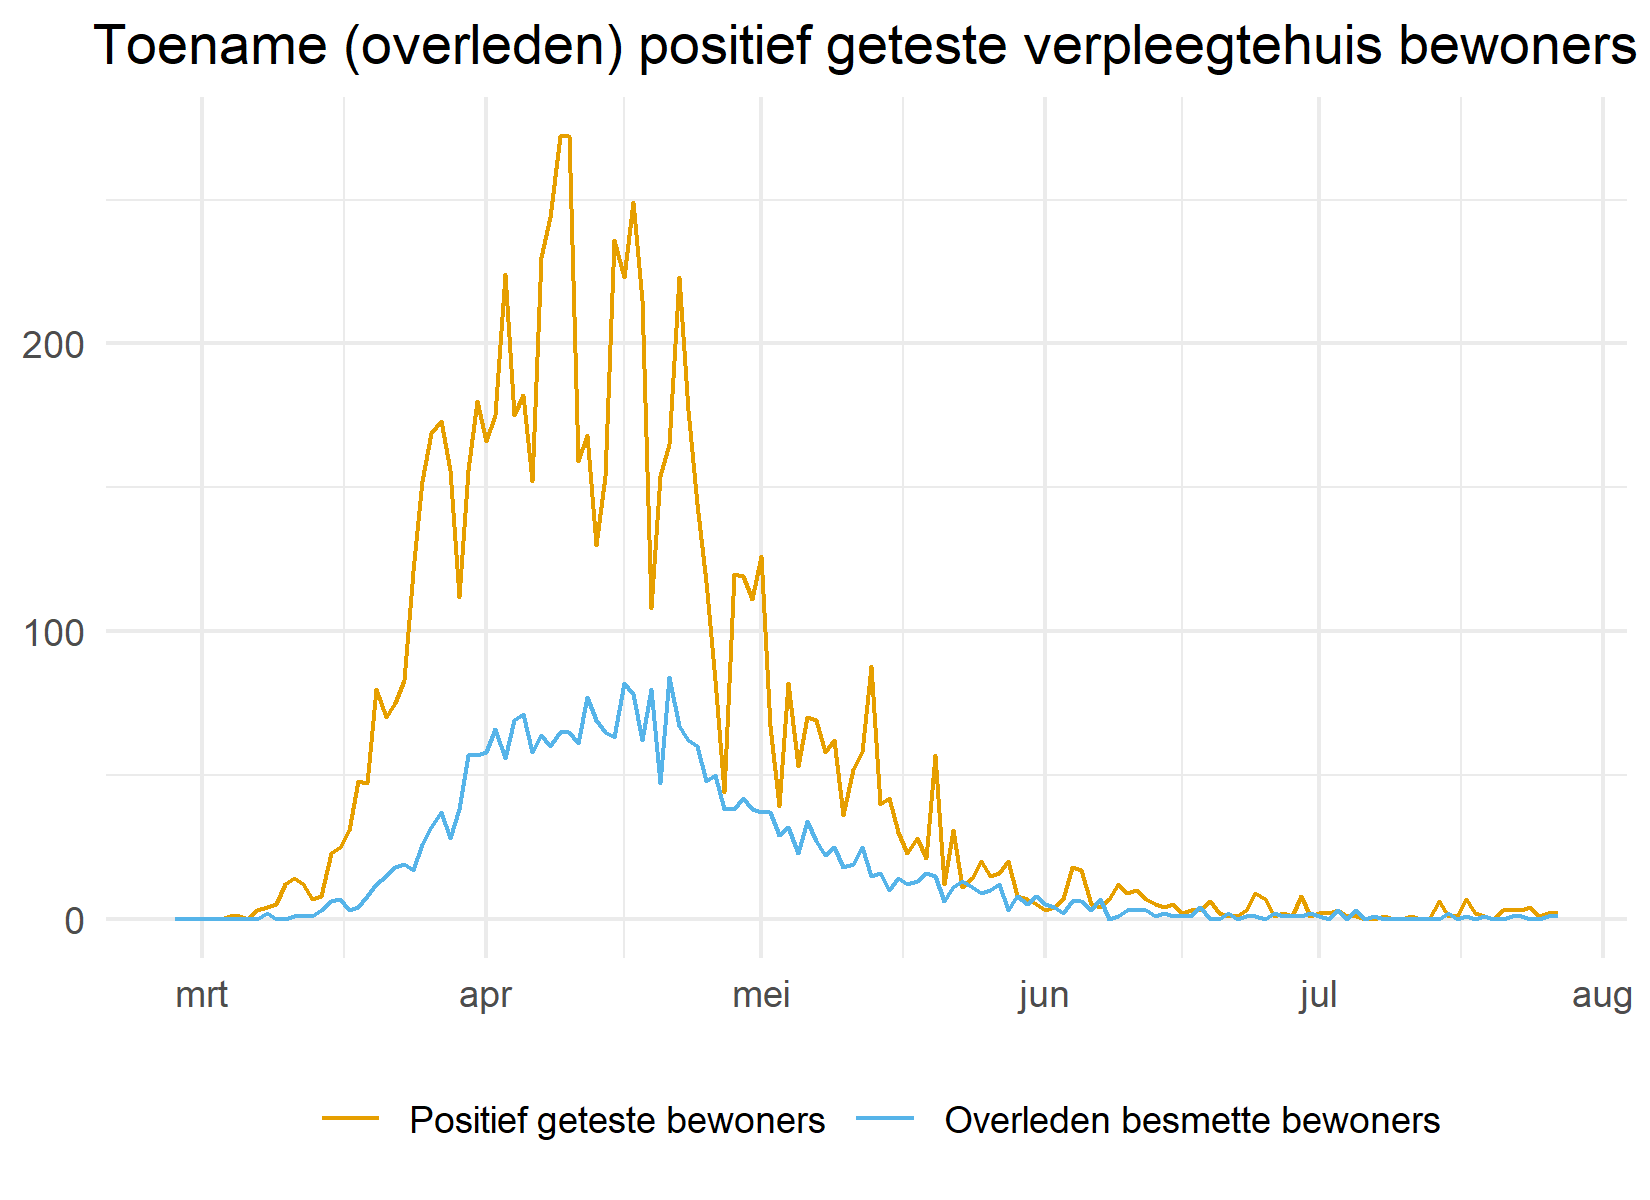 Toename (overleden) positief geteste verpleegtehuis bewoners
200
100
0
mrt apr mei jun jul aug
Positief geteste bewoners Overleden besmette bewoners